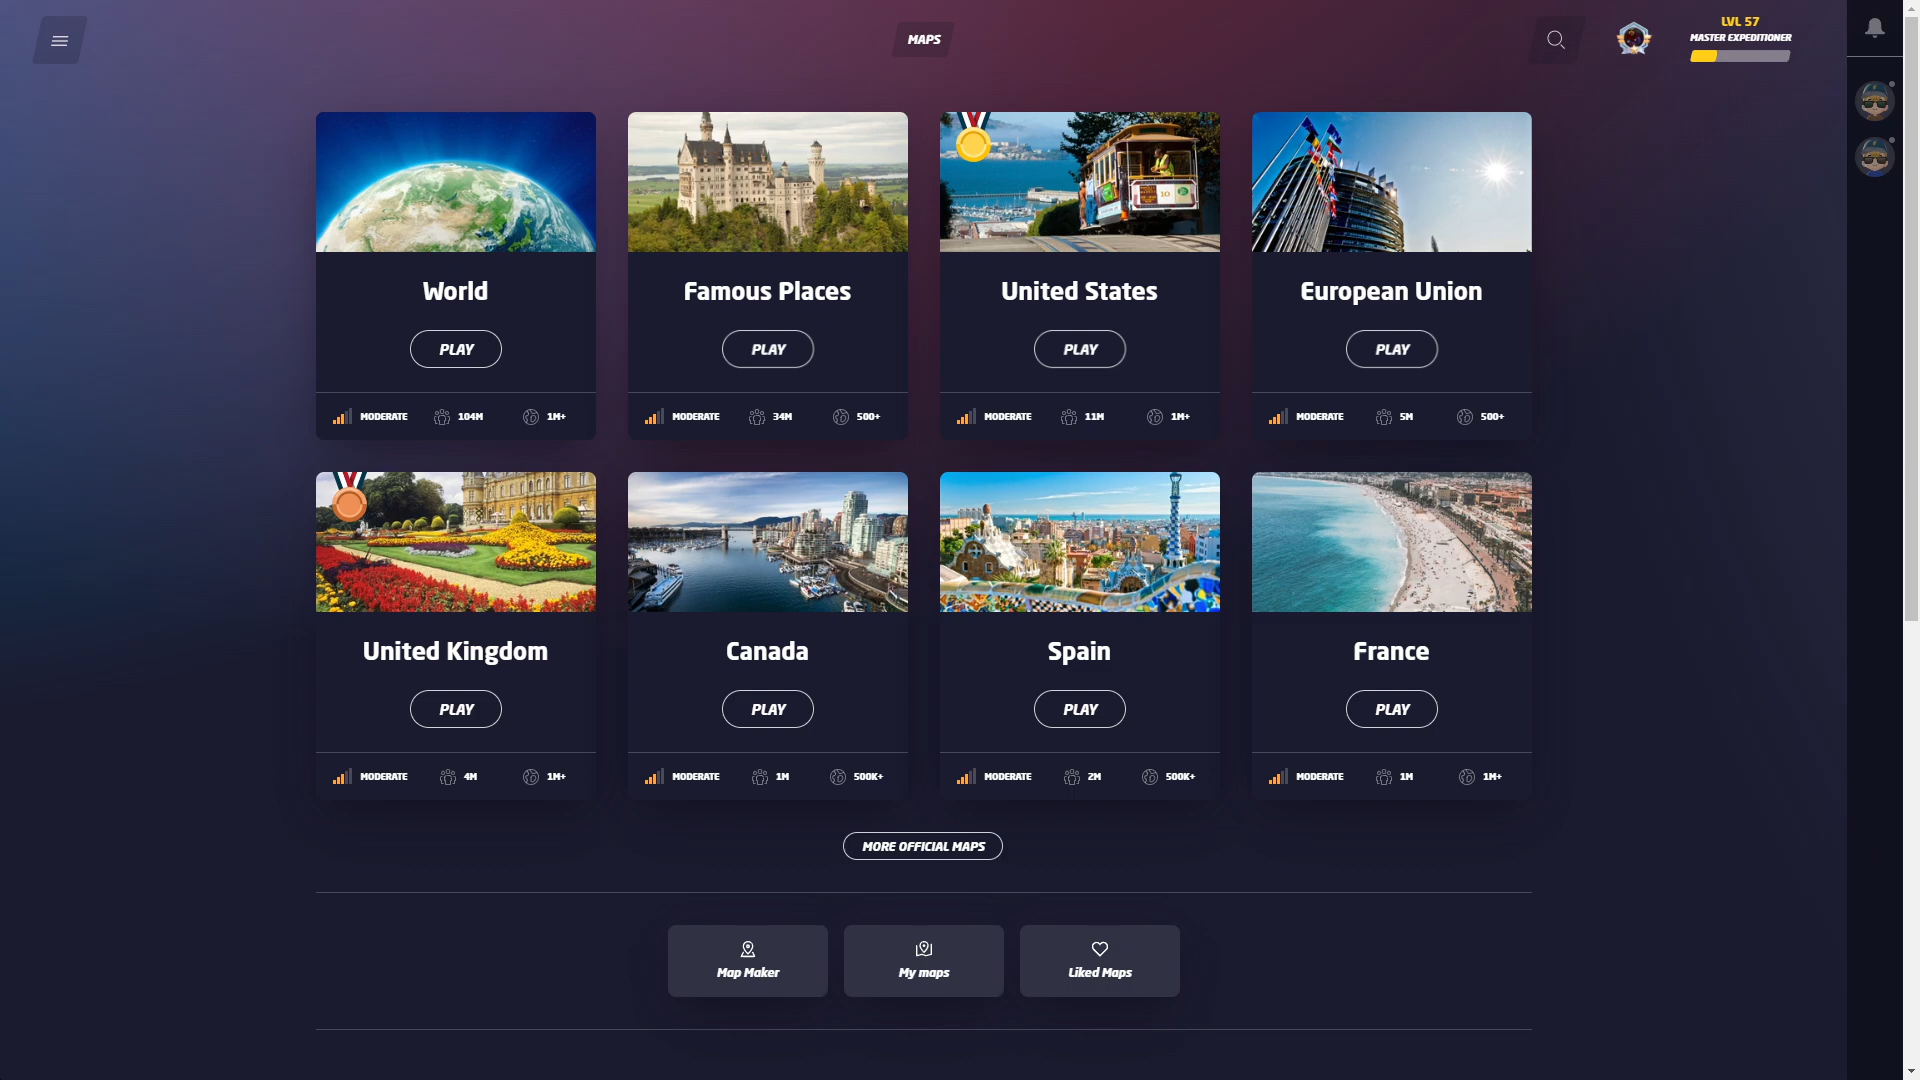 MAPS
LVL 57
MASTER EXPEDITIONER
World
PLAY
MODERATE 104M 1M+
Famous Places
PLAY
MODERATE 34M 500+
United States
PLAY
MODERATE 11M 1M+
European Union
PLAY
MODERATE 5M 500+
United Kingdom
PLAY
MODERATE 4M 1M+
Canada
PLAY
MODERATE 1M 500K+
Spain
PLAY
MODERATE 2M 500K+
France
PLAY
MODERATE 1M 1M+
MORE OFFICIAL MAPS
Map Maker
My maps
Liked Maps